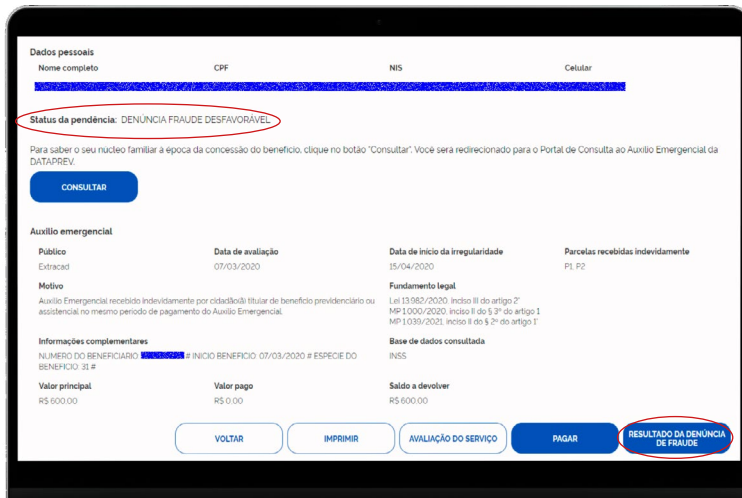 Dados pessoais
Nome completo CPF NIS Celular
Status da pendência: DENÚNCIA FRAUDE DESFAVORÁVEL
Para saber o seu núcleo familiar à época da concessão do benefício, clique no botão "Consultar". Você será redirecionado para o Portal de Consulta ao Auxílio Emergencial da
DATAPREV.
CONSULTAR
Auxílio emergencial
Público Data de avaliação Data de início da irregularidade Parcelas recebidas indevidamente
Extracad 07/03/2020 15/04/2020 P1, P2
Motivo Fundamento legal
Auxílio Emergencial recebido indevidamente por cidadão(ã) titular de benefício previdenciário ou Lei 13.982/2020, inciso III do artigo 2°
assistencial no mesmo período de pagamento do Auxílio Emergencial. MP 1.000/2020, inciso II do § 3° do artigo 1
MP 1.039/2021, inciso II do § 2° do artigo 1°
Informações complementares Base de dados consultada
NUMERO DO BENEFICIARIO: # INICIO BENEFICIO: 07/03/2020 # ESPECIE DO INSS
BENEFICIO: 31 #
Valor principal Valor pago Saldo a devolver
R$ 600,00 R$ 0,00 R$ 600,00
VOLTAR IMPRIMIR AVALIAÇÃO DO SERVIÇO PAGAR RESULTADO DA DENÚNCIA
DE FRAUDE